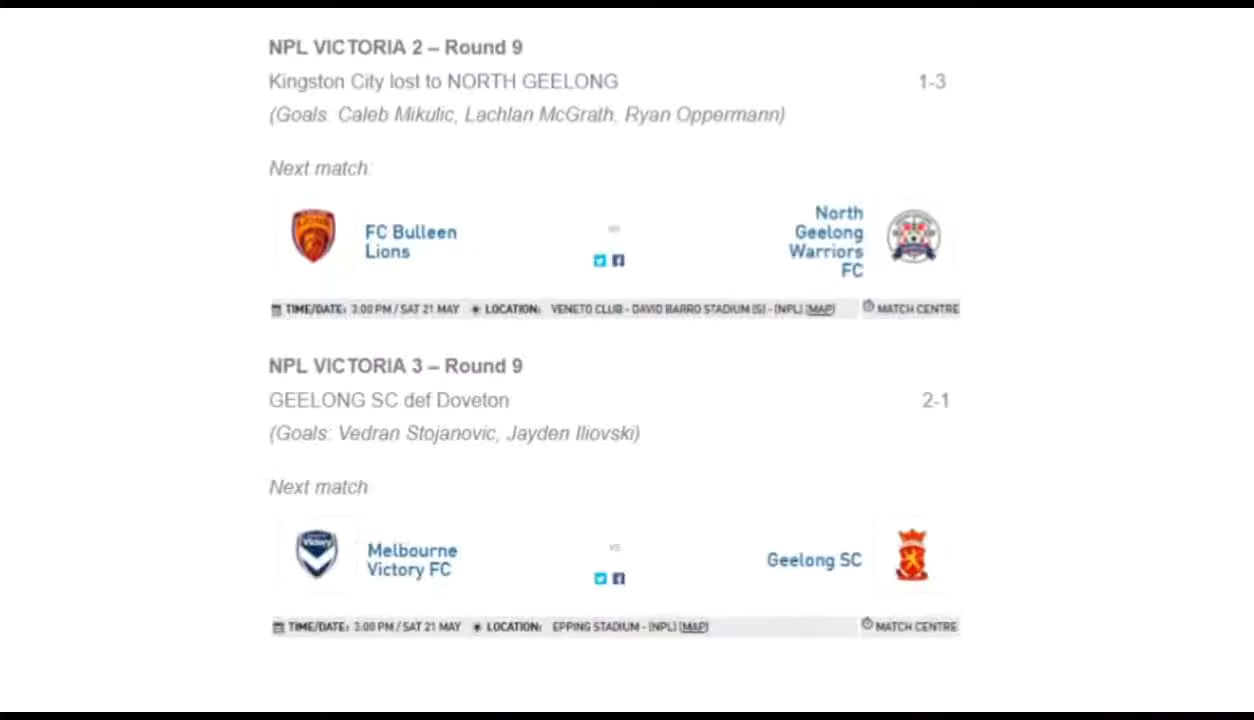 NPL VICTORIA 2 – Round 9
Kingston City lost to NORTH GEELONG 1-3
(Goals: Caleb Mikulic, Lachlan McGrath, Ryan Oppermann)
Next match:
FC Bulleen
Lions
vs
North
Geelong
Warriors
FC
TIME/DATE: 3:00 PM / SAT 21 MAY LOCATION: VENETO CLUB - DAVID BARRO STADIUM (S) - (NPL) (MAP) MATCH CENTRE
NPL VICTORIA 3 – Round 9
GEELONG SC def Doveton 2-1
(Goals: Vedran Stojanovic, Jayden Iliovski)
Next match
Victory
Melbourne
Victory FC
vs
Geelong SC
TIME/DATE: 3:00 PM / SAT 21 MAY LOCATION: EPPING STADIUM - (NPL) (MAP) MATCH CENTRE